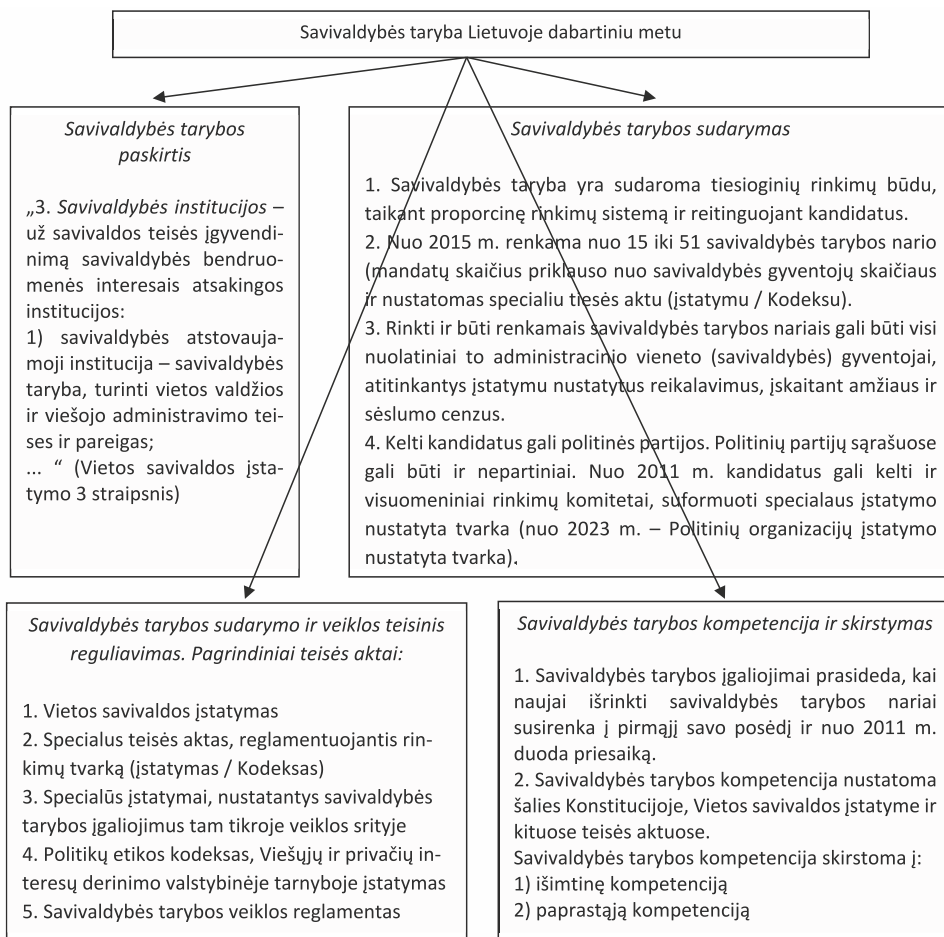 Savivaldybės taryba Lietuvoje dabartiniu metu
Savivaldybės tarybos
paskirtis
„3. Savivaldybės institucijos –
už savivaldos teisės įgyvendi-
nimą savivaldybės bendruo-
menės interesais atsakingos
institucijos:
1) savivaldybės atstovauja-
moji institucija – savivaldybės
taryba, turinti vietos valdžios
ir viešojo administravimo tei-
ses ir pareigas;
... “ (Vietos savivaldos įsta-
tymo 3 straipsnis)
Savivaldybės tarybos sudarymas
1. Savivaldybės taryba yra sudaroma tiesioginių rinkimų būdu,
taikant proporcinę rinkimų sistemą ir reitinguojant kandidatus.
2. Nuo 2015 m. renkama nuo 15 iki 51 savivaldybės tarybos nario
(mandatų skaičius priklauso nuo savivaldybės gyventojų skaičiaus
ir nustatomas specialiu tiesės aktu (įstatymu / Kodeksu).
3. Rinkti ir būti renkamais savivaldybės tarybos nariais gali būti visi
nuolatiniai to administracinio vieneto (savivaldybės) gyventojai,
atitinkantys įstatymu nustatytus reikalavimus, įskaitant amžiaus ir
sėslumo cenzus.
4. Kelti kandidatus gali politinės partijos. Politinių partijų sąrašuose
gali būti ir nepartiniai. Nuo 2011 m. kandidatus gali kelti ir
visuomeniniai rinkimų komitetai, suformuoti specialaus įstatymo
nustatyta tvarka (nuo 2023 m. – Politinių organizacijų įstatymo
nustatyta tvarka).
Savivaldybės tarybos sudarymo ir veiklos teisinis
reguliavimas. Pagrindiniai teisės aktai:
1. Vietos savivaldos įstatymas
2. Specialus teisės aktas, reglamentuojantis rin-
kimų tvarką (įstatymas / Kodeksas)
3. Specialūs įstatymai, nustatantys savivaldybės
tarybos įgaliojimus tam tikroje veiklos srityje
4. Politikų etikos kodeksas, Viešųjų ir privačių in-
teresų derinimo valstybinėje tarnyboje įstatymas
5. Savivaldybės tarybos veiklos reglamentas
Savivaldybės tarybos kompetencija ir skirstymas
1. Savivaldybės tarybos įgaliojimai prasideda, kai
naujai išrinkti savivaldybės tarybos nariai
susirenka į pirmąjį savo posėdį ir nuo 2011 m.
duoda priesaiką.
2. Savivaldybės tarybos kompetencija nustatoma
šalies Konstitucijoje, Vietos savivaldos įstatyme ir
kituose teisės aktuose.
Savivaldybės tarybos kompetencija skirstoma į:
1) išimtinę kompetenciją
2) paprastąją kompetenciją